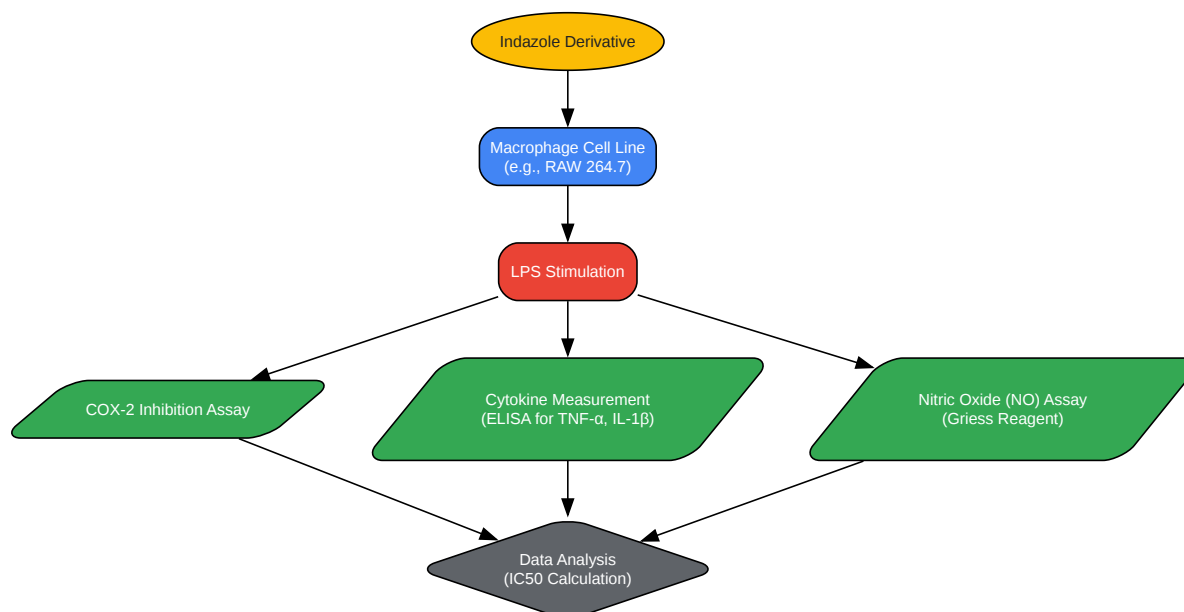 Indazole Derivative
Macrophage Cell Line
(e.g., RAW 264.7)
LPS Stimulation
COX-2 Inhibition Assay
Cytokine Measurement
(ELISA for TNF-α, IL-1β)
Nitric Oxide (NO) Assay
(Griess Reagent)
Data Analysis
(IC50 Calculation)